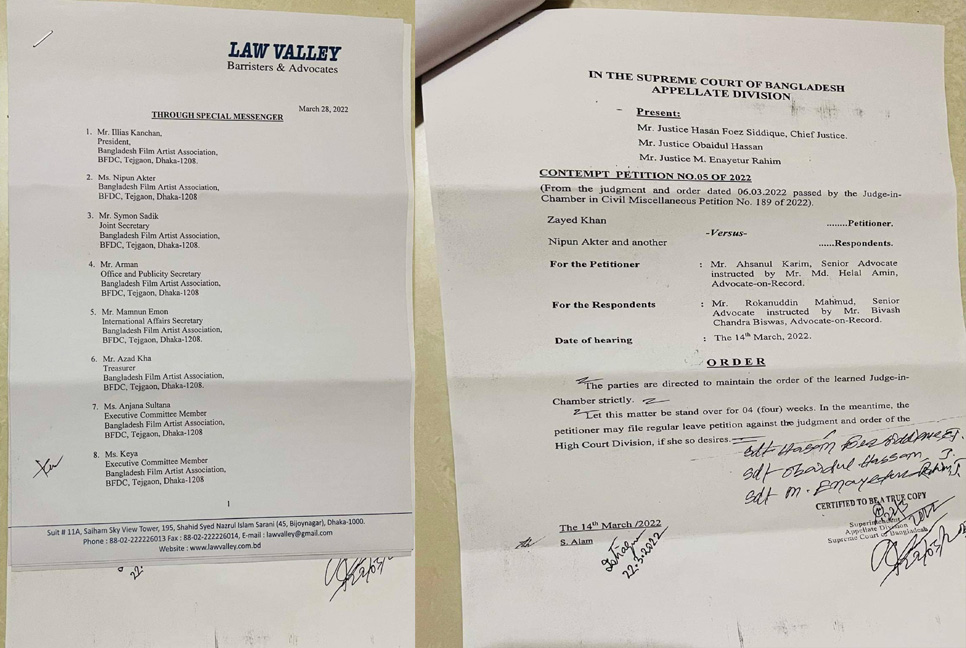 LAW VALLEY
Barristers & Advocates
March 28, 2022
THROUGH SPECIAL MESSENGER
1. Mr. Illias Kanchan,
President,
Bangladesh Film Artist Association,
BFDC, Tejgaon, Dhaka-1208.
2. Ms. Nipun Akter
Bangladesh Film Artist Association,
BFDC, Tejgaon, Dhaka-1208
3. Mr. Symon Sadik
Joint Secretary
Bangladesh Film Artist Association,
BFDC, Tejgaon, Dhaka-1208.
4. Mr. Arman
Office and Publicity Secretary
Bangladesh Film Artist Association,
BFDC, Tejgaon, Dhaka-1208
5. Mr. Mamnun Emon
International Affairs Secretary
Bangladesh Film Artist Association,
BFDC, Tejgaon, Dhaka-1208.
6. Mr. Azad Kha
Treasurer
Bangladesh Film Artist Association,
BFDC, Tejgaon, Dhaka-1208.
7. Ms. Anjana Sultana
Executive Committee Member
Bangladesh Film Artist Association,
BFDC, Tejgaon, Dhaka-1208
8. Ms. Keya
Executive Committee Member
Bangladesh Film Artist Association,
BFDC, Tejgaon, Dhaka-1208
1
Suit # 11A, Saiham Sky View Tower, 195, Shahid Syed Nazrul Islam Sarani (45, Bijoynagar), Dhaka-1000.
Phone : 88-02-222226013 Fax : 88-02-222226014, E-mail : lawvalley@gmail.com
Website : www.lawvalley.com.bd
22.
IN THE SUPREME COURT OF BANGLADESH
APPELLATE DIVISION
Present:
Mr. Justice Hasan Foez Siddique, Chief Justice.
Mr. Justice Obaidul Hassan
Mr. Justice M. Enayetur Rahim
CONTEMPT PETITION NO.05 OF 2022
(From the judgment and order dated 06.03.2022 passed by the Judge-in-
Chamber in Civil Miscellaneous Petition No. 189 of 2022).
Zayed Khan ........Petitioner.
-Versus-
Nipun Akter and another ......Respondents.
For the Petitioner : Mr. Ahsanul Karim, Senior Advocate
instructed by Mr. Md. Helal Amin,
Advocate-on-Record.
For the Respondents : Mr. Rokanuddin Mahmud, Senior
Advocate instructed by Mr. Bivash
Chandra Biswas, Advocate-on-Record.
Date of hearing : The 14th March, 2022.
ORDER
The parties are directed to maintain the order of the learned Judge-in-
Chamber strictly.
Let this matter be stand over for 04 (four) weeks. In the meantime, the
petitioner may file regular leave petition against the judgment and order of the
High Court Division, if she so desires.
Sdt Hasan Foez Siddique CJ.
Sdt Obaidul Hassan, J.
Sdt M. Enayetur Rahim J.
CERTIFIED TO BE A TRUE COPY
Superintendent
Appellate Division
Supreme Court of Bangladesh
The 14th March /2022
S. Alam
22.3.2022